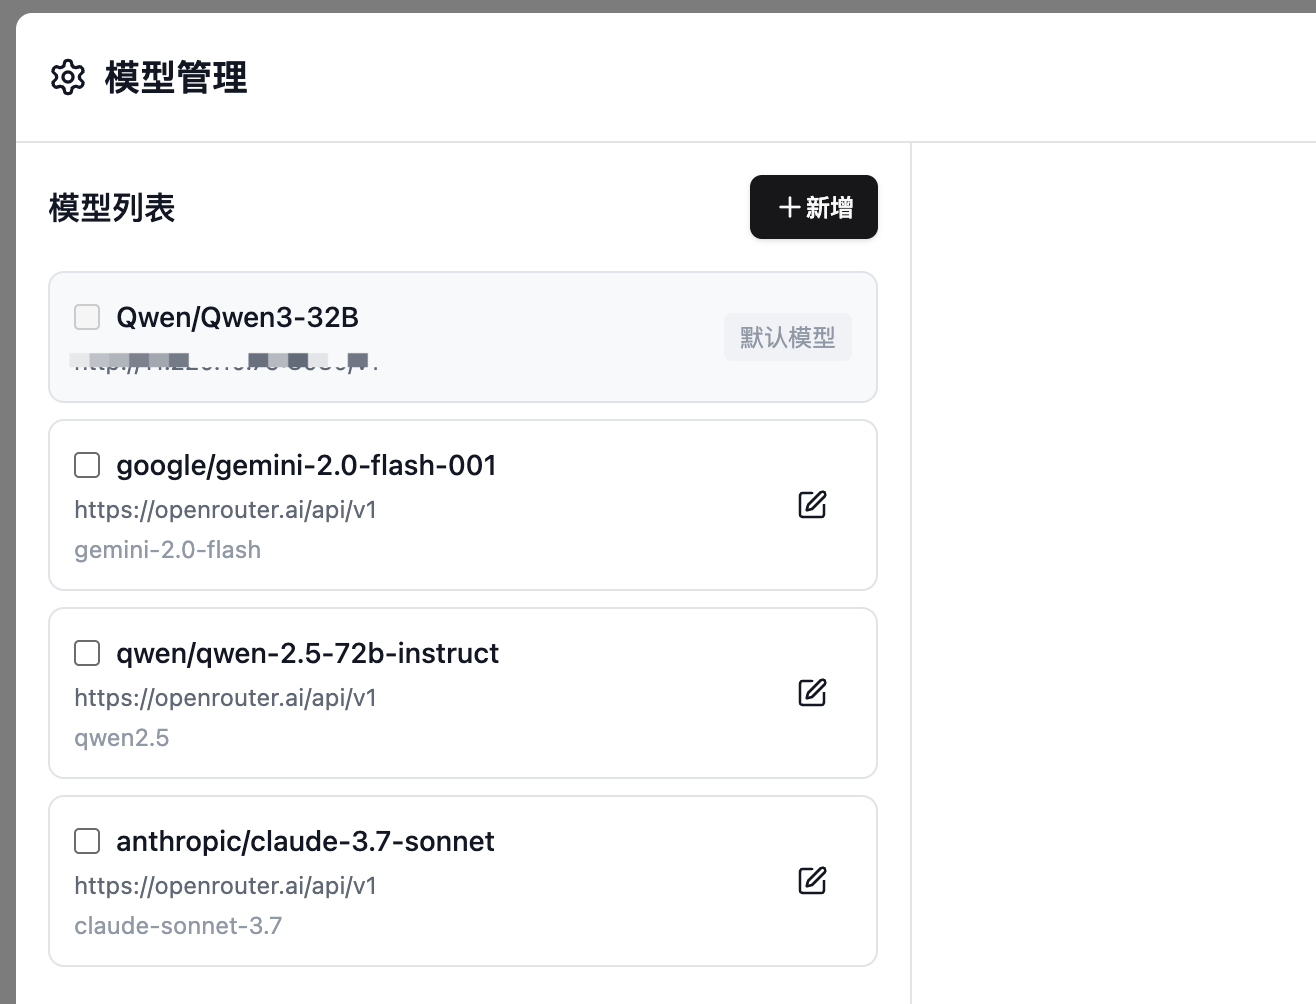 模型管理
模型列表
新增
Qwen/Qwen3-32B
默认模型
google/gemini-2.0-flash-001
https://openrouter.ai/api/v1
gemini-2.0-flash
qwen/qwen-2.5-72b-instruct
https://openrouter.ai/api/v1
qwen2.5
anthropic/claude-3.7-sonnet
https://openrouter.ai/api/v1
claude-sonnet-3.7